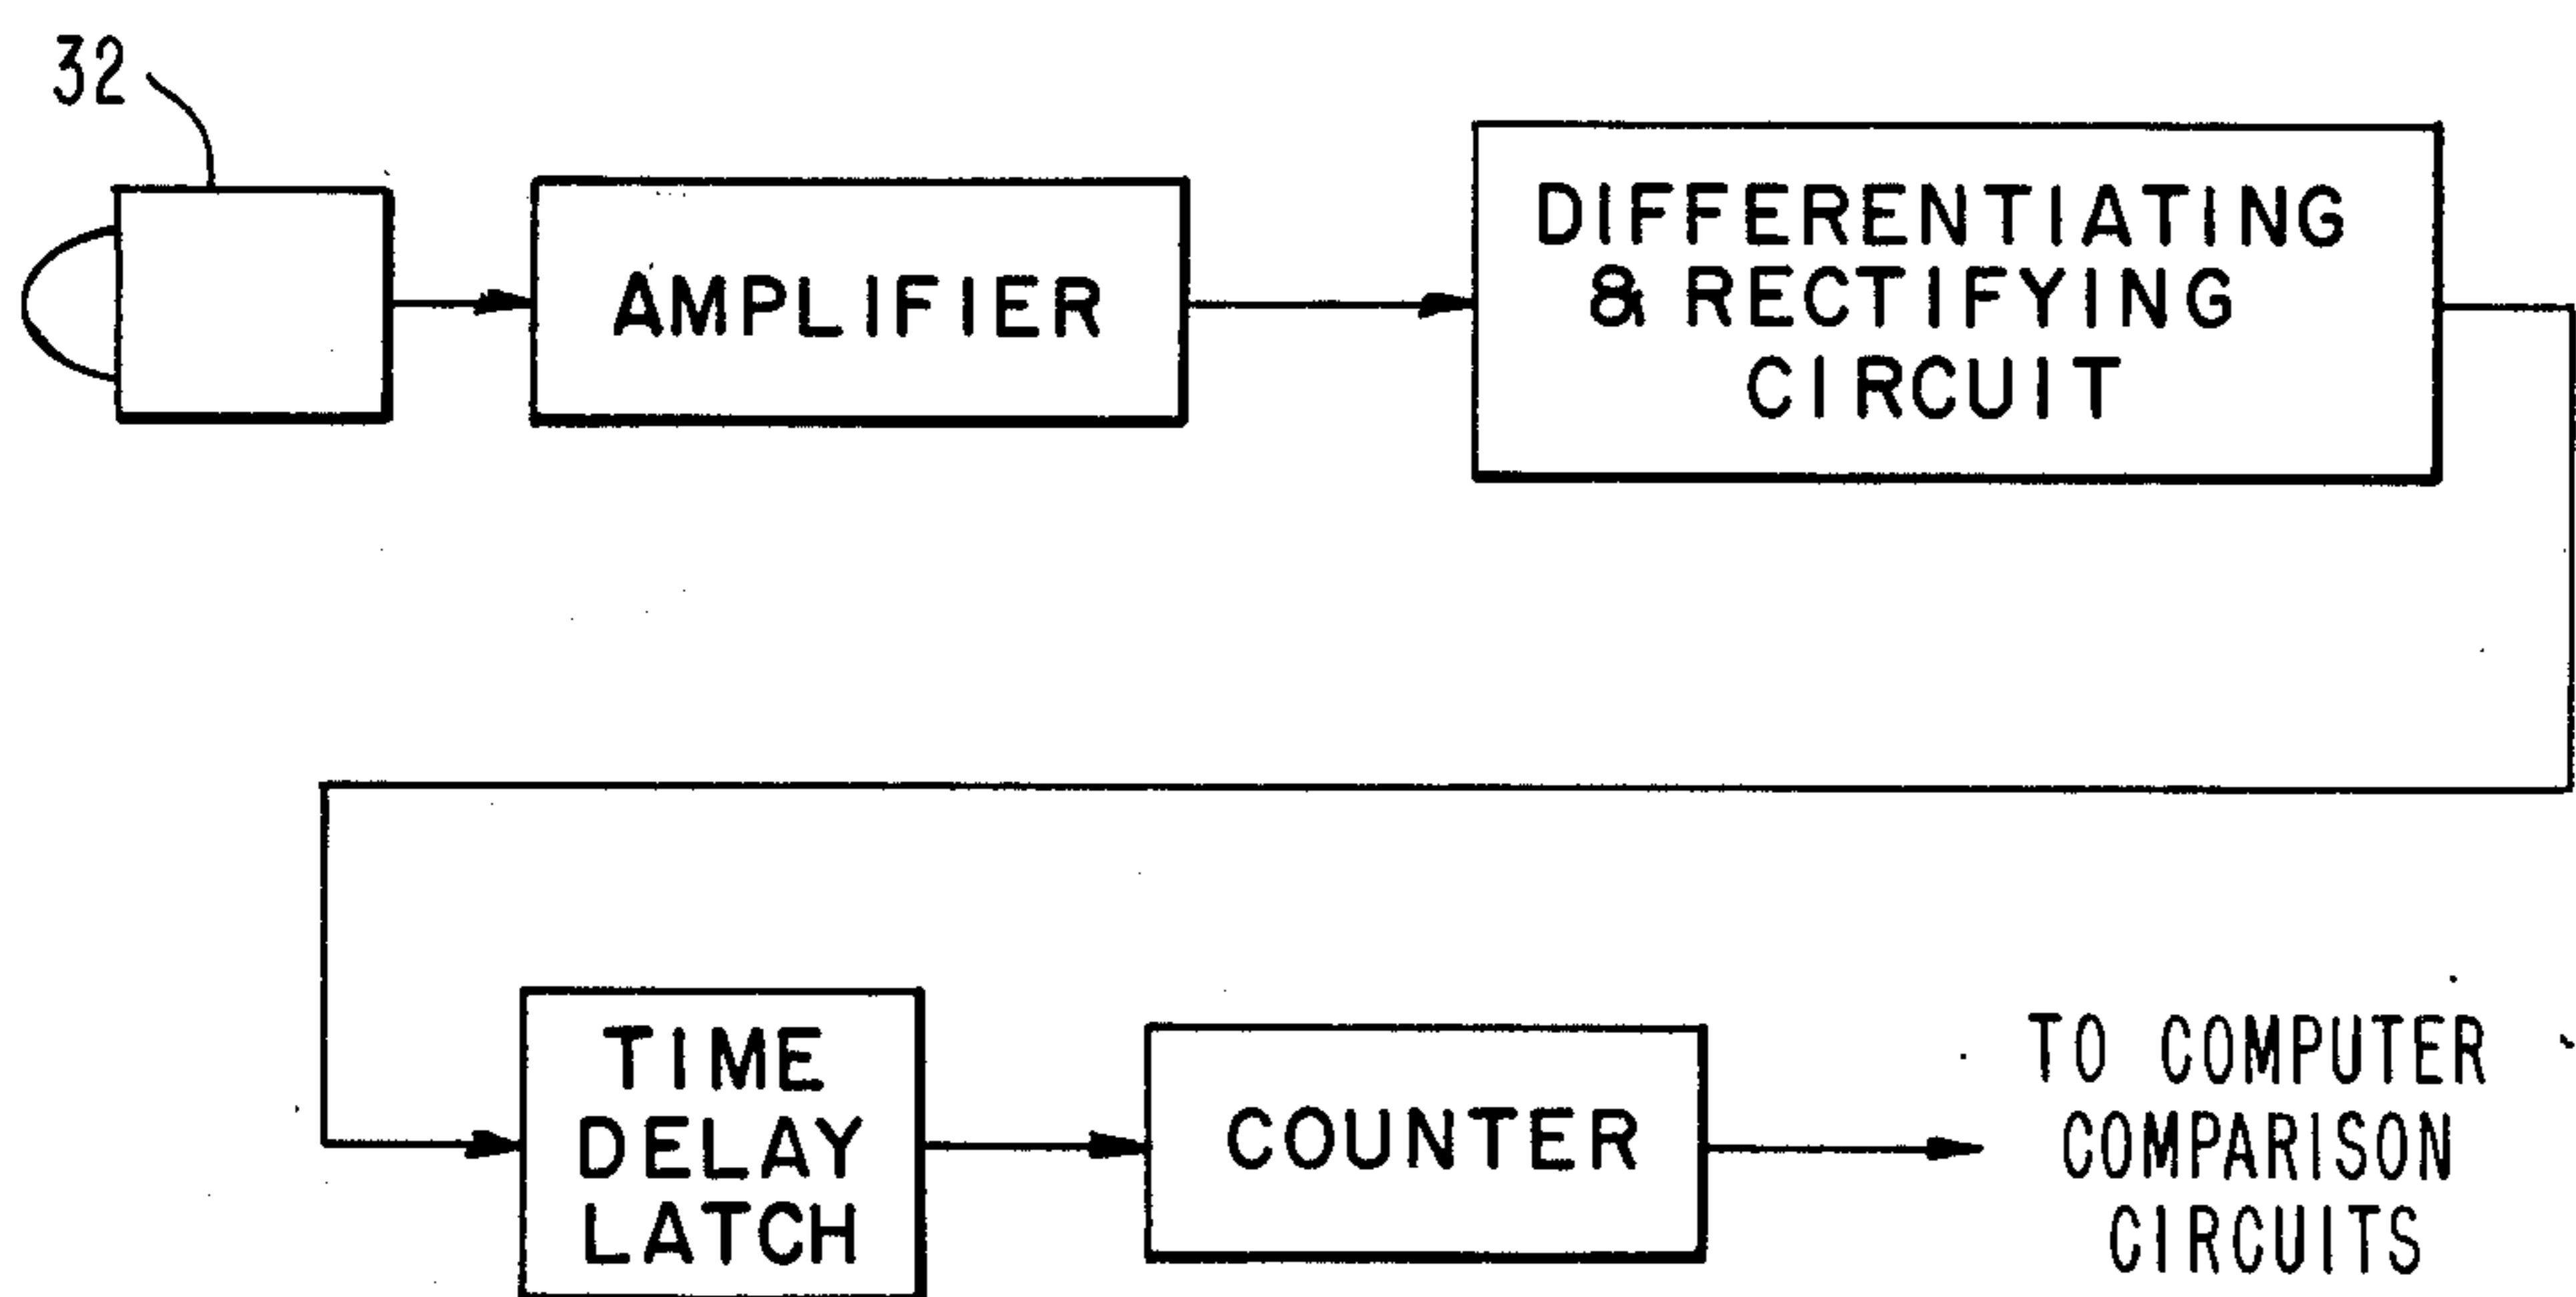 32
AMPLIFIER
DIFFERENTIATING
& RECTIFYING
CIRCUIT
TIME
DELAY
LATCH
COUNTER
TO COMPUTER
COMPARISON
CIRCUITS